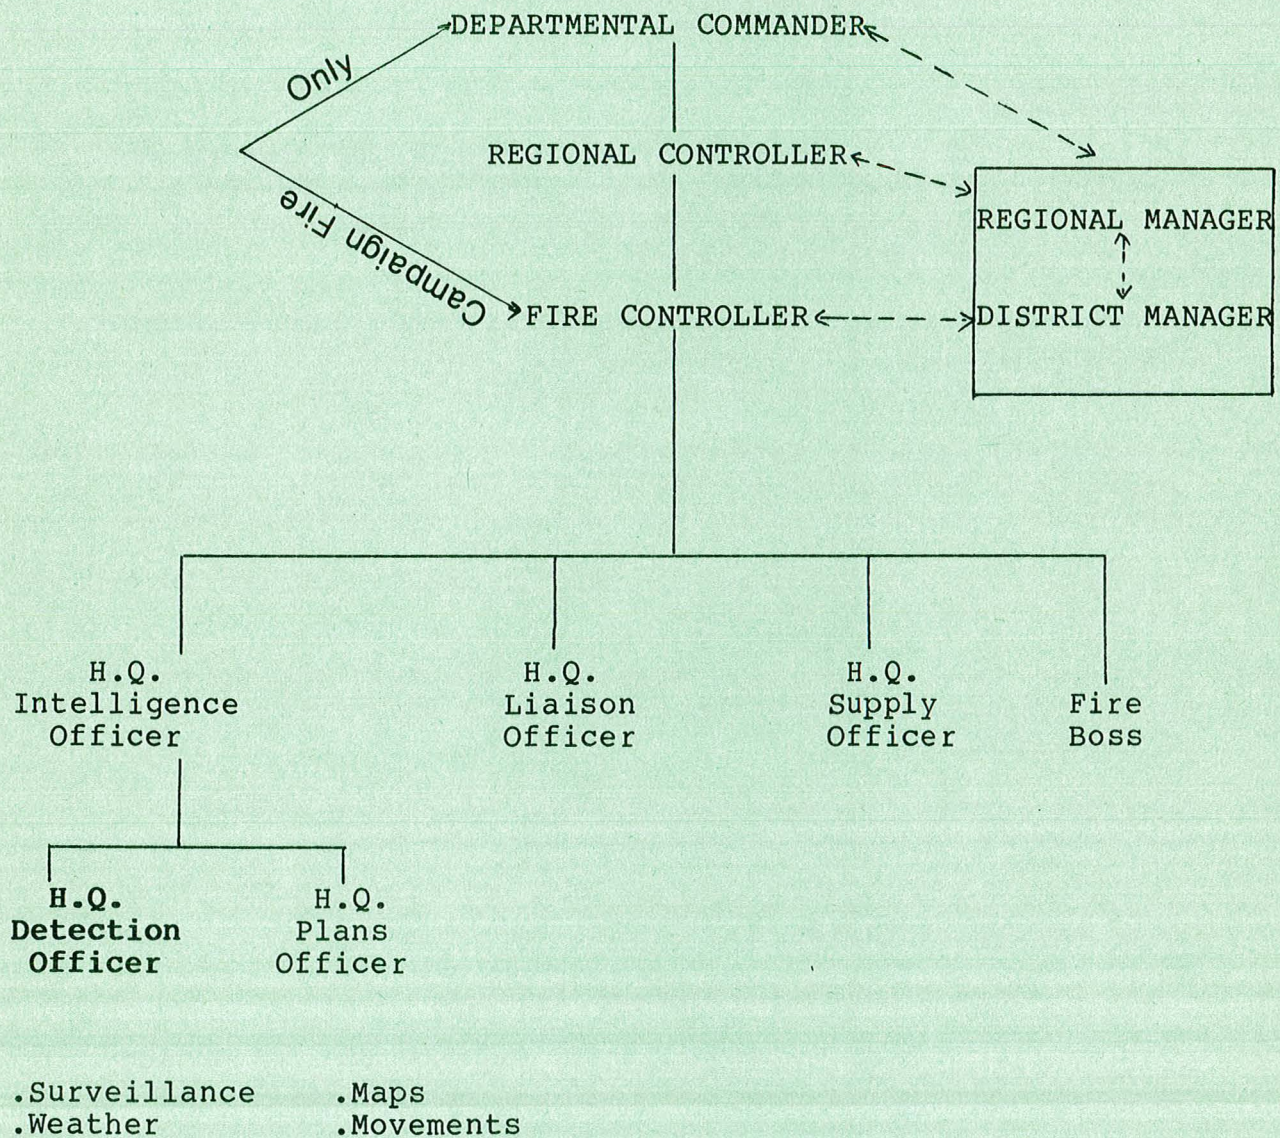 DEPARTMENTAL COMMANDER
Only
REGIONAL CONTROLLER
Campaign Fire
REGIONAL MANAGER
FIRE CONTROLLER
DISTRICT MANAGER
H.Q.
Intelligence
Officer
H.Q.
Liaison
Officer
H.Q.
Supply
Officer
Fire
Boss
H.Q.
Detection
Officer
H.Q.
Plans
Officer
.Surveillance
.Weather
.Maps
.Movements